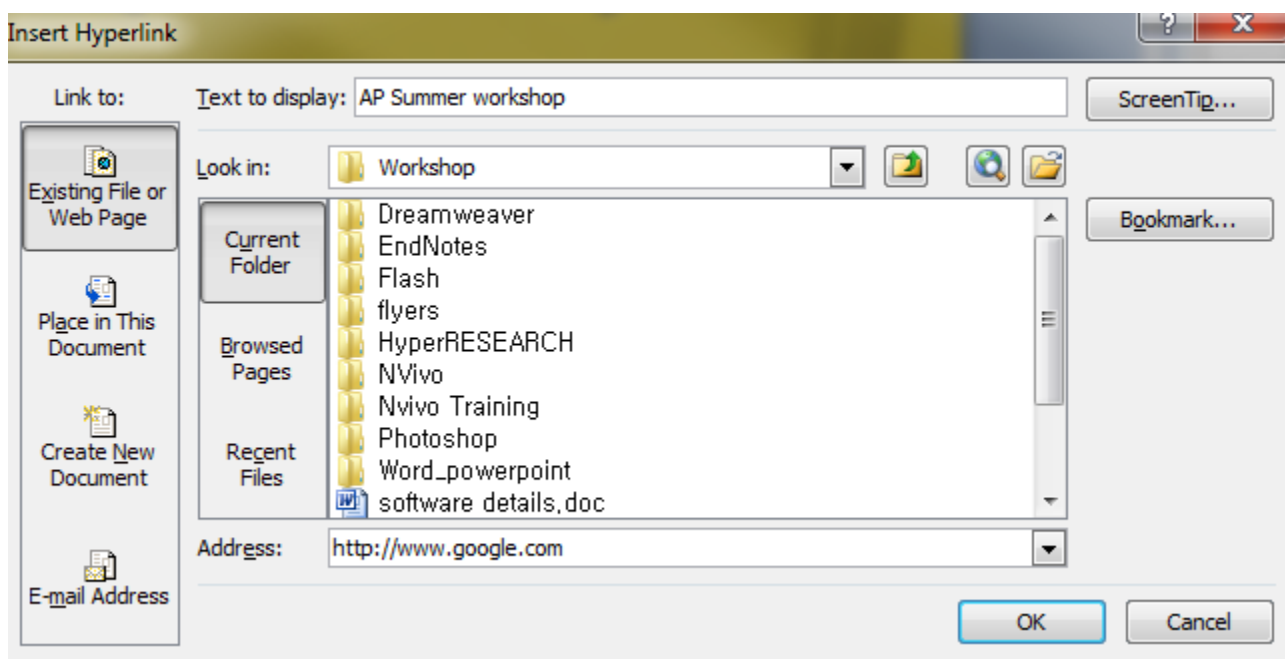 Insert Hyperlink
?
X
Link to:
Text to display: AP Summer workshop
ScreenTip...
Existing File or
Web Page
Look in: Workshop
Current
Folder
Browsed
Pages
Recent
Files
Dreamweaver
EndNotes
Flash
flyers
HyperRESEARCH
NVivo
Nvivo Training
Photoshop
Word_powerpoint
software details.doc
Bookmark...
Place in This
Document
Create New
Document
E-mail Address
Address: http://www.google.com
OK
Cancel